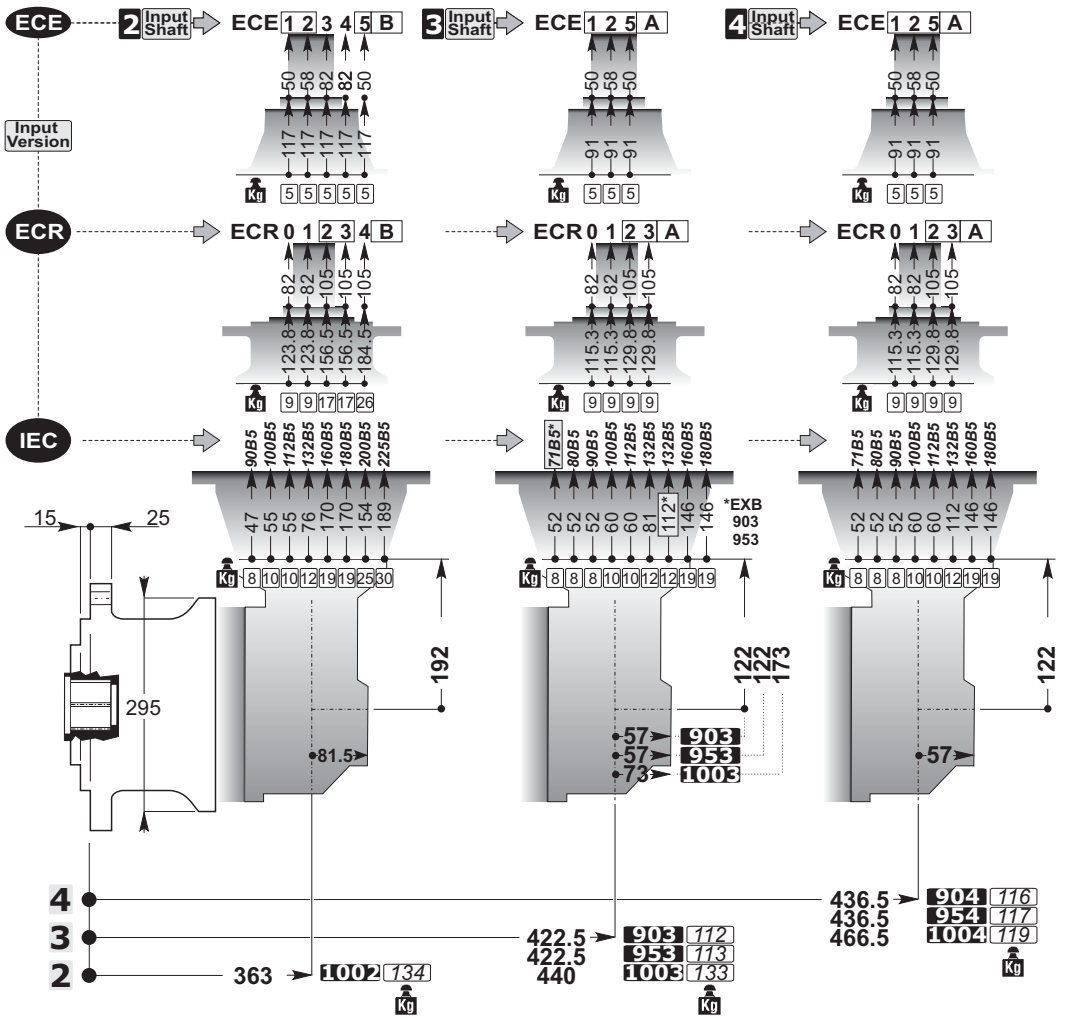 ECE 2 Input Shaft ECE 1 2 3 4 5 B 3 Input Shaft ECE 1 2 5 A 4 Input Shaft ECE 1 2 5 A
50 58 82 82 50 50 58 50 50 58 50
Input Version
117 117 117 117 117 91 91 91 91 91 91
Kg 5 5 5 5 5 Kg 5 5 5 Kg 5 5 5
ECR ECR 0 1 2 3 4 B ECR 0 1 2 3 A ECR 0 1 2 3 A
82 82 105 105 105 82 82 105 105 82 82 105 105
123.8 123.8 156.5 156.5 184.5 115.3 115.3 129.8 129.8 115.3 115.3 129.8 129.8
Kg 9 9 17 17 26 Kg 9 9 9 9 Kg 9 9 9 9
IEC 90B5 100B5 112B5 132B5 160B5 180B5 200B5 225B5 71B5* 80B5 90B5 100B5 112B5 132B5 132B5 160B5 180B5 71B5 80B5 90B5 100B5 112B5 132B5 160B5 180B5
47 55 55 76 170 170 154 189 52 52 52 60 60 81 112* 146 146 52 52 52 60 60 112 146 146
*EXB
903
953
15 25
Kg 8 10 10 12 19 19 25 30 Kg 8 8 8 10 10 12 12 19 19 Kg 8 8 8 10 10 12 19 19
192 122 122 173 122
295
57 903
81.5 57 953 57
73 1003
4 436.5 904 116
436.5 954 117
466.5 1004 119
Kg
3 422.5 903 112
422.5 953 113
440 1003 133
Kg
2 363 1002 134
Kg